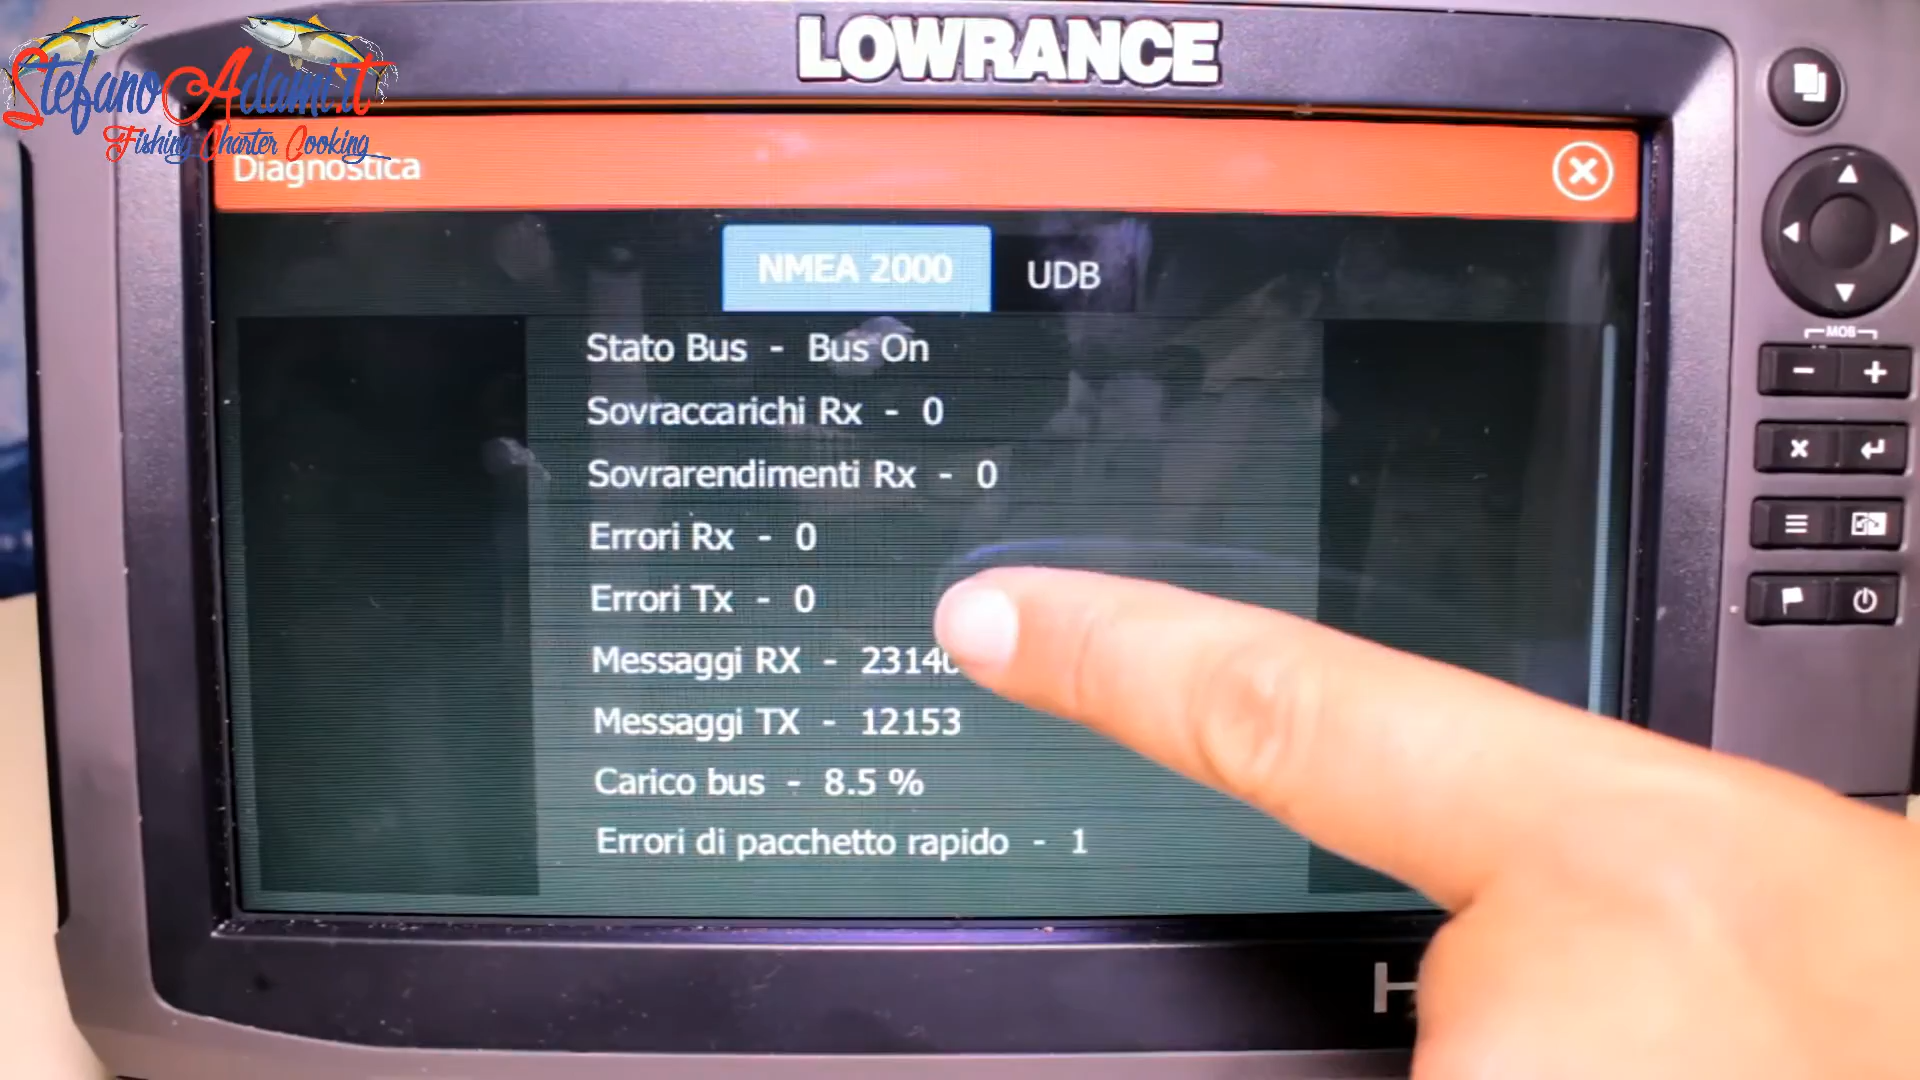 StefanoAdami.it
Fishing Charter Cooking
LOWRANCE
Diagnostica
NMEA 2000 UDB
Stato Bus - Bus On
Sovraccarichi Rx - 0
Sovrarendimenti Rx - 0
Errori Rx - 0
Errori Tx - 0
Messaggi RX -
Messaggi TX - 12153
Carico bus - 8.5 %
Errori di pacchetto rapido - 1
MOB